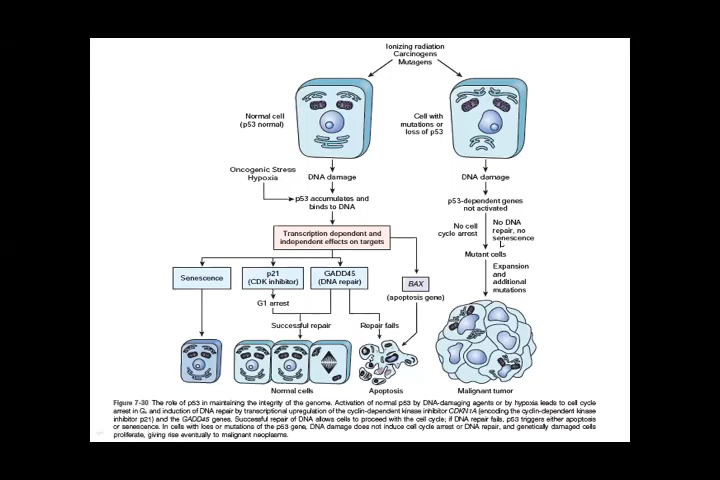 Ionizing radiation
Carcinogens
Mutagens
Normal cell
(p53 normal)
Cell with
mutations or
loss of p53
Oncogenic Stress
Hypoxia
DNA damage
DNA damage
p53 accumulates and
binds to DNA
p53-dependent genes
not activated
Transcription dependent and
independent effects on targets
No cell
cycle arrest
No DNA
repair, no
senescence
Mutant cells
Senescence
p21
(CDK inhibitor)
GADD45
(DNA repair)
BAX
(apoptosis gene)
Expansion
and
additional
mutations
G1 arrest
Successful repair
Repair fails
Normal cells
Apoptosis
Malignant tumor
Figure 7-30 The role of p53 in maintaining the integrity of the genome. Activation of normal p53 by DNA-damaging agents or by hypoxia leads to cell cycle
arrest in G₁ and induction of DNA repair by transcriptional upregulation of the cyclin-dependent kinase inhibitor CDKN1A (encoding the cyclin-dependent kinase
inhibitor p21) and the GADD45 genes. Successful repair of DNA allows cells to proceed with the cell cycle; if DNA repair fails, p53 triggers either apoptosis
or senescence. In cells with loss or mutations of the p53 gene, DNA damage does not induce cell cycle arrest or DNA repair, and genetically damaged cells
proliferate, giving rise eventually to malignant neoplasms.